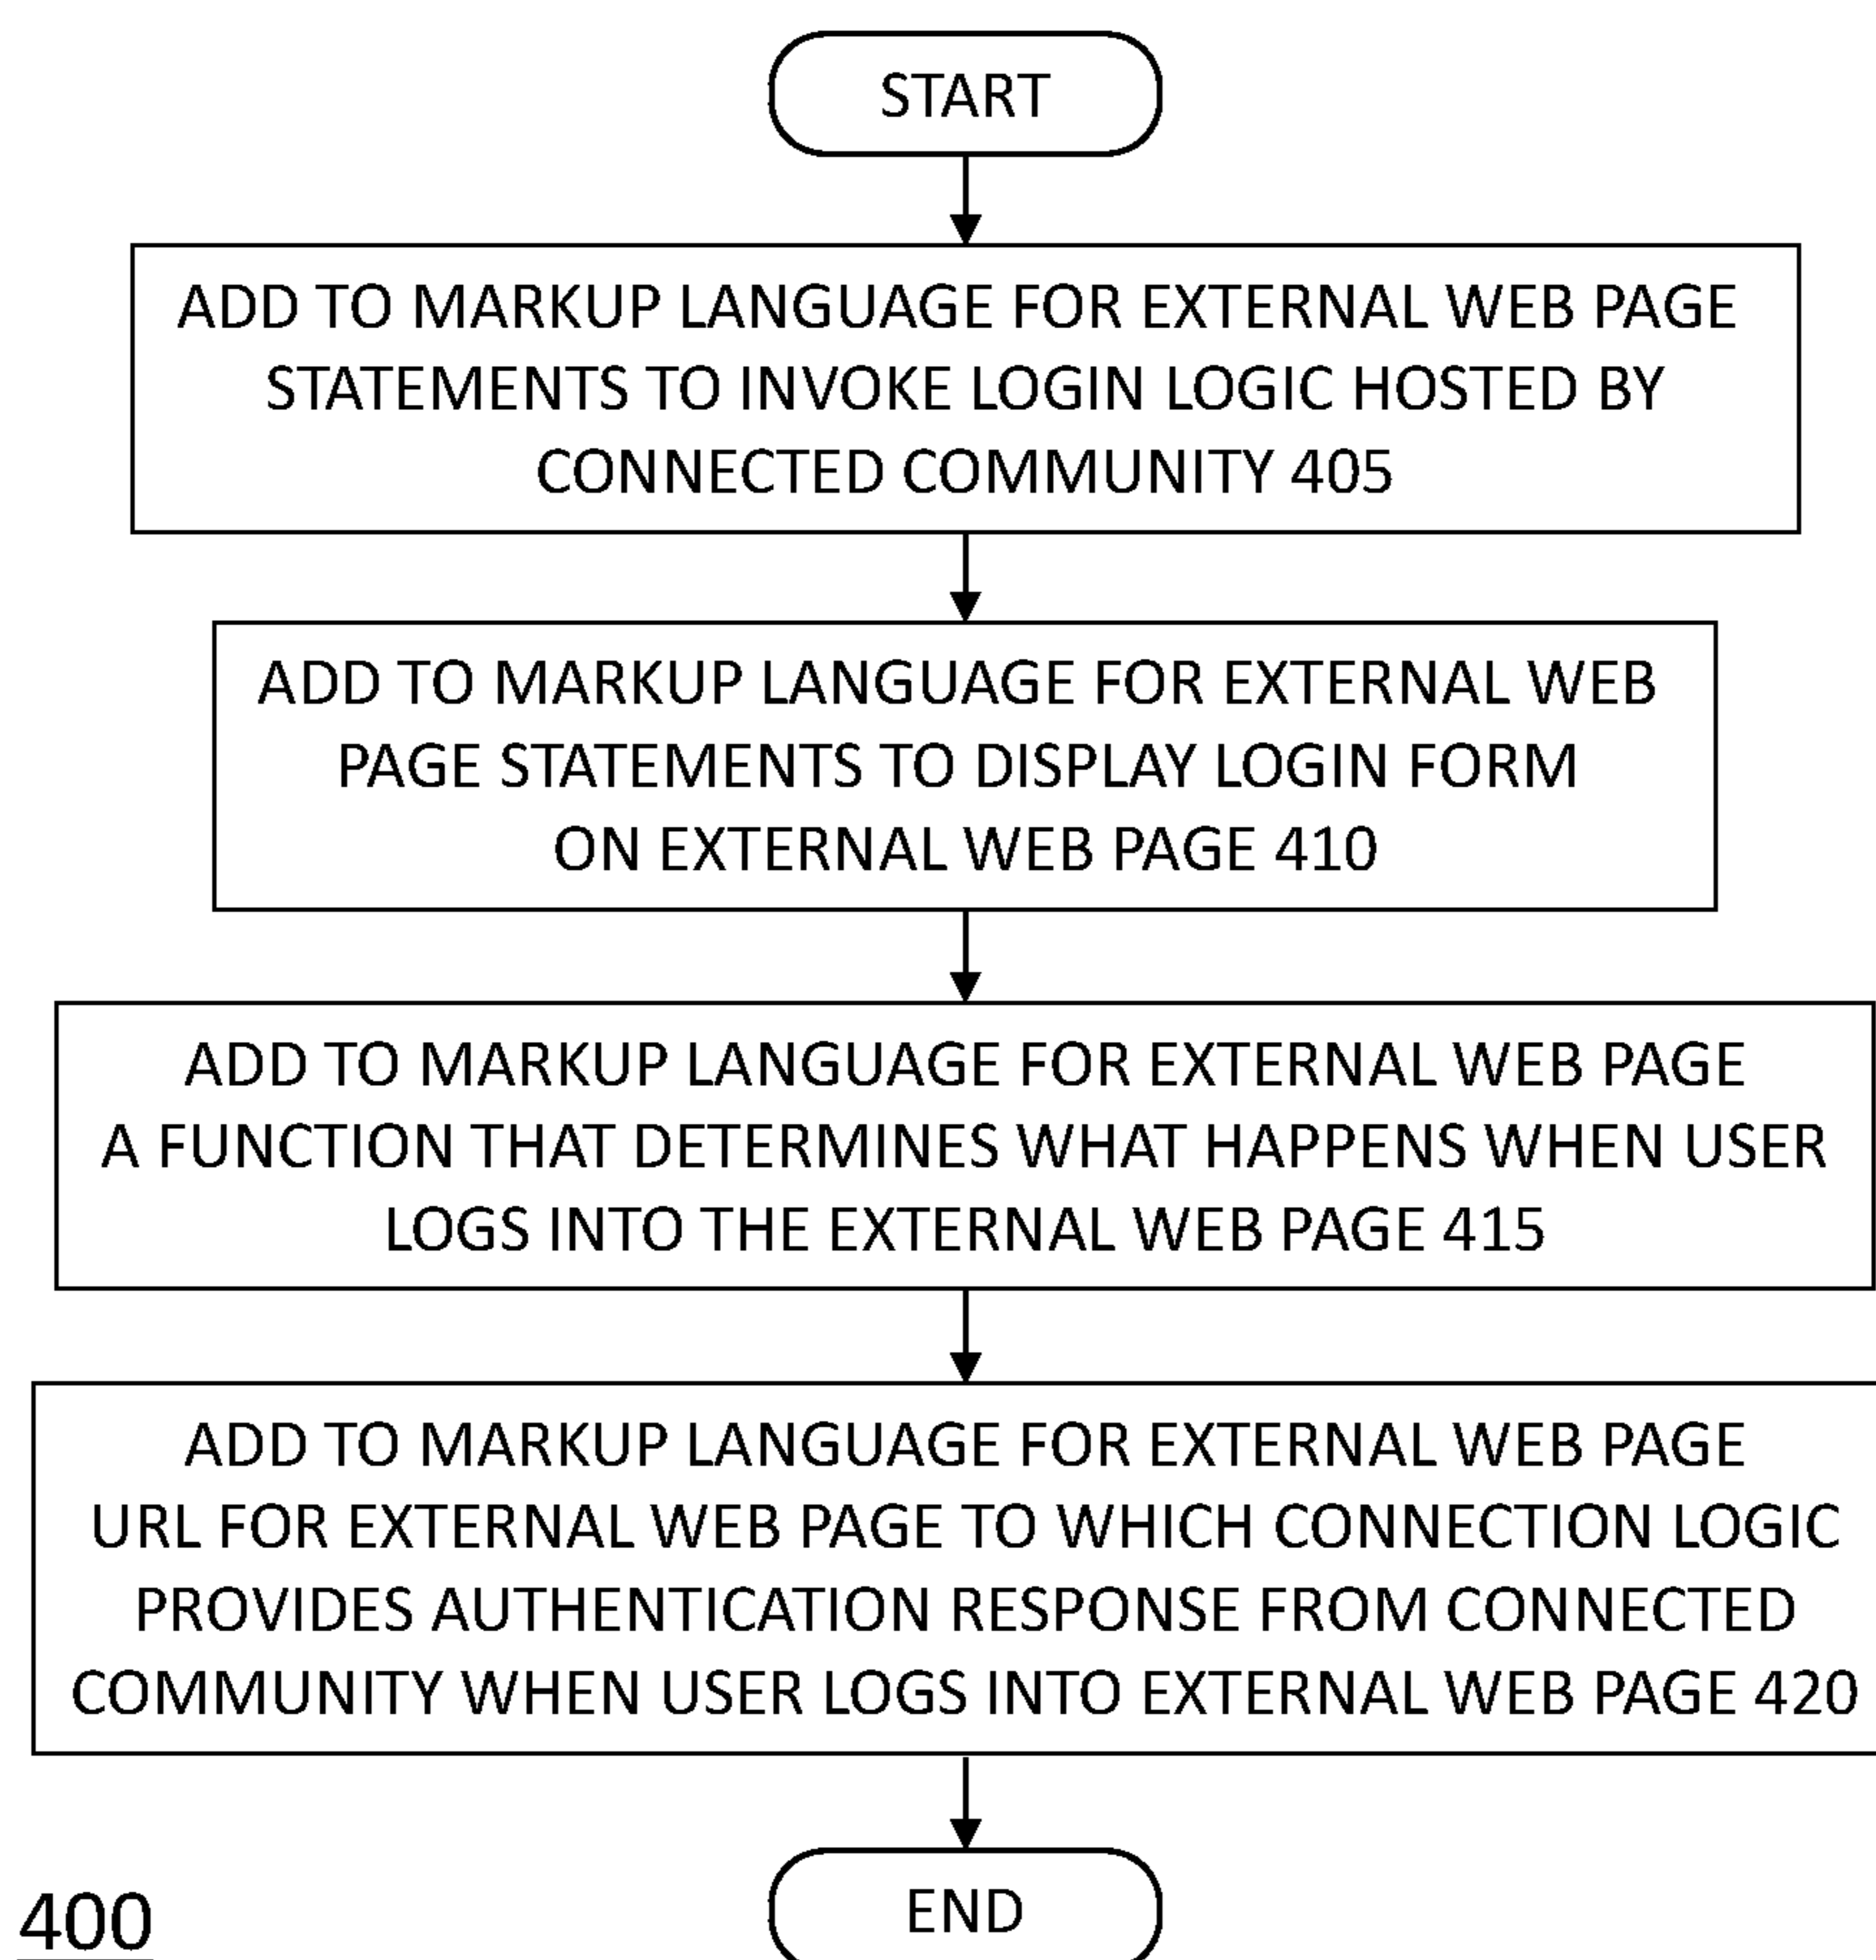 START
ADD TO MARKUP LANGUAGE FOR EXTERNAL WEB PAGE
STATEMENTS TO INVOKE LOGIN LOGIC HOSTED BY
CONNECTED COMMUNITY 405
ADD TO MARKUP LANGUAGE FOR EXTERNAL WEB
PAGE STATEMENTS TO DISPLAY LOGIN FORM
ON EXTERNAL WEB PAGE 410
ADD TO MARKUP LANGUAGE FOR EXTERNAL WEB PAGE
A FUNCTION THAT DETERMINES WHAT HAPPENS WHEN USER
LOGS INTO THE EXTERNAL WEB PAGE 415
ADD TO MARKUP LANGUAGE FOR EXTERNAL WEB PAGE
URL FOR EXTERNAL WEB PAGE TO WHICH CONNECTION LOGIC
PROVIDES AUTHENTICATION RESPONSE FROM CONNECTED
COMMUNITY WHEN USER LOGS INTO EXTERNAL WEB PAGE 420
END
400